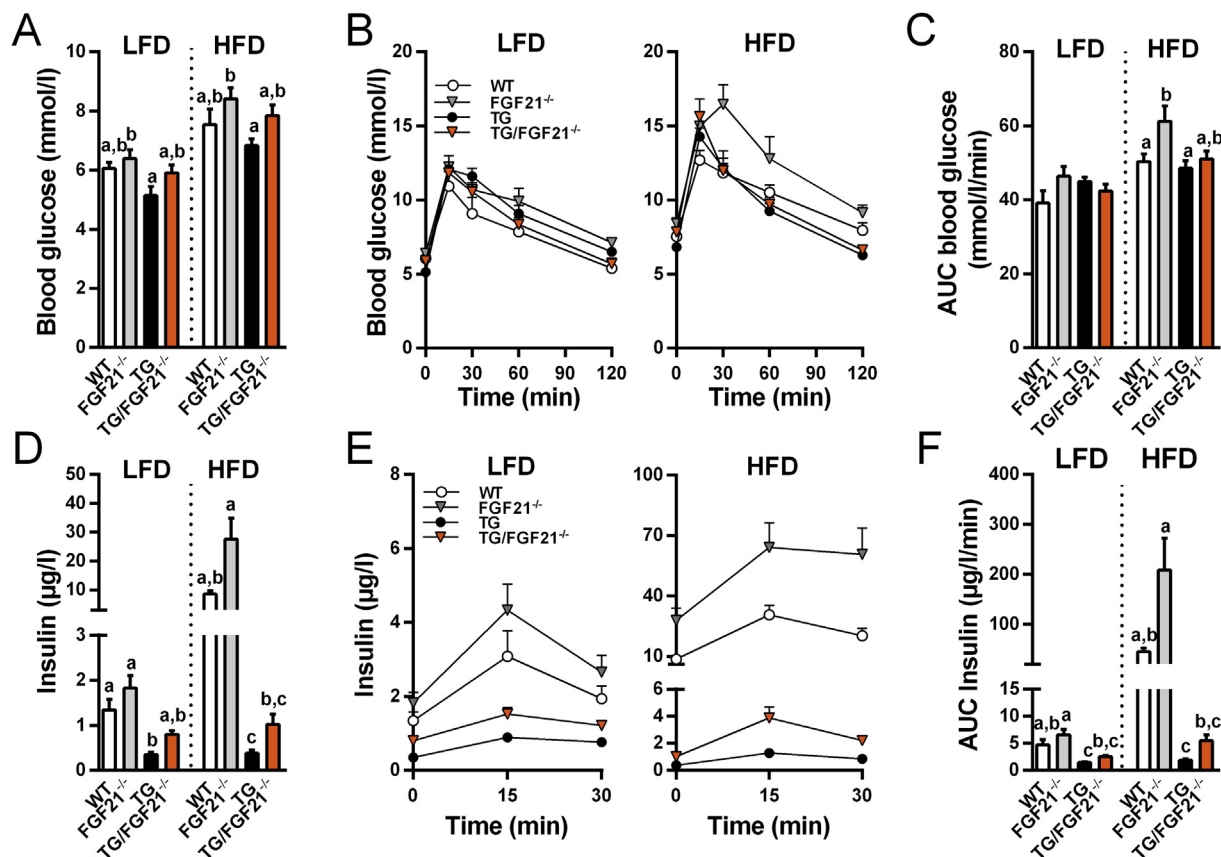 A
LFD
HFD
Blood glucose (mmol/l)
10
8
6
4
2
0
a,b
b
a
a,b
a,b
b
a
a,b
WT
FGF21-/-
TG
TG/FGF21-/-
WT
FGF21-/-
TG
TG/FGF21-/-
B
LFD
HFD
Blood glucose (mmol/l)
20
15
10
5
0
WT
FGF21-/-
TG
TG/FGF21-/-
0
30
60
90
120
Time (min)
20
15
10
5
0
0
30
60
90
120
Time (min)
C
LFD
HFD
AUC blood glucose
(mmol/l/min)
80
60
40
20
0
a
b
a
a,b
WT
FGF21-/-
TG
TG/FGF21-/-
WT
FGF21-/-
TG
TG/FGF21-/-
D
LFD
HFD
Insulin (µg/l)
50
40
30
20
10
3
2
1
0
a
a
b
a,b
a,b
a
c
b,c
WT
FGF21-/-
TG
TG/FGF21-/-
WT
FGF21-/-
TG
TG/FGF21-/-
E
LFD
HFD
Insulin (µg/l)
8
6
4
2
0
WT
FGF21-/-
TG
TG/FGF21-/-
0
15
30
Time (min)
100
70
40
10
6
4
2
0
0
15
30
Time (min)
F
LFD
HFD
AUC Insulin (µg/l/min)
400
300
200
100
15
10
5
0
a,b
a
c
b,c
a,b
a
c
b,c
WT
FGF21-/-
TG
TG/FGF21-/-
WT
FGF21-/-
TG
TG/FGF21-/-